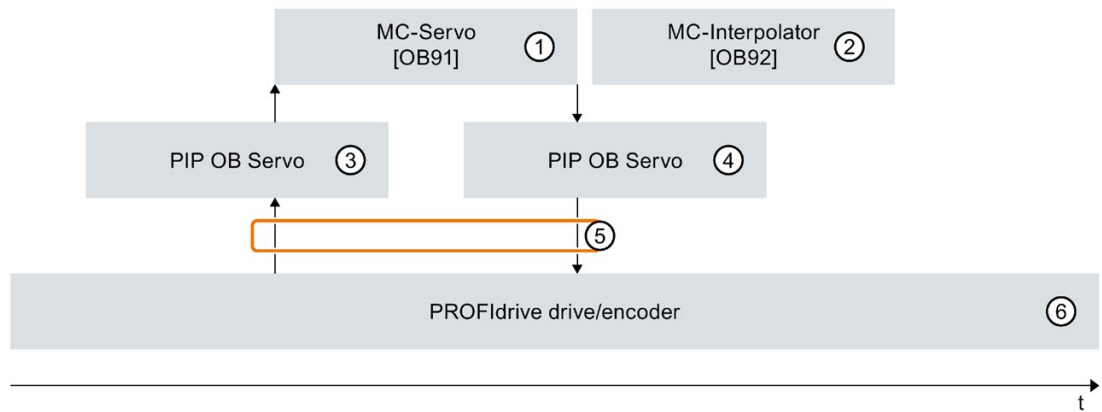 MC-Servo
[OB91]
①
MC-Interpolator
[OB92]
②
PIP OB Servo ③
PIP OB Servo ④
⑤
PROFIdrive drive/encoder ⑥
t